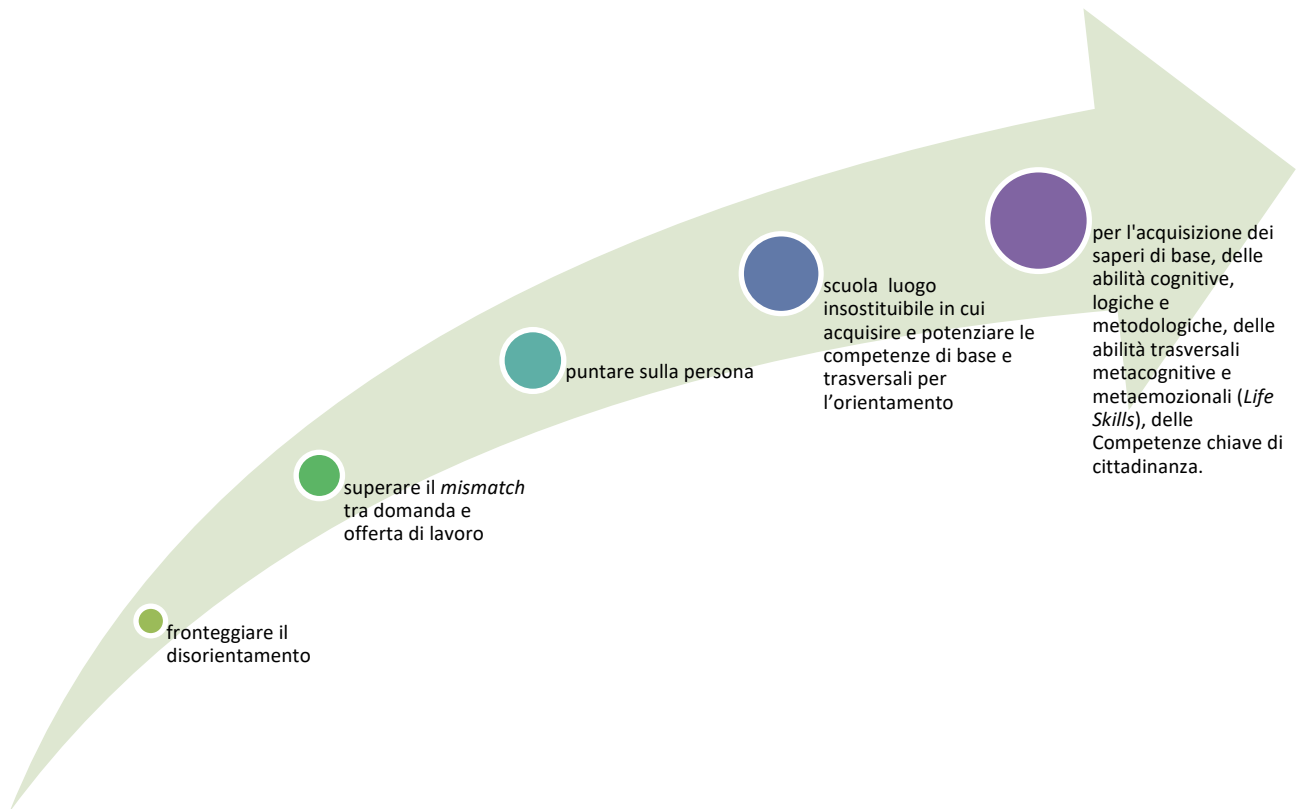 fronteggiare il
disorientamento
superare il mismatch
tra domanda e
offerta di lavoro
puntare sulla persona
scuola  luogo
insostituibile in cui
acquisire e potenziare le
competenze di base e
trasversali per
l’orientamento
per l'acquisizione dei
saperi di base, delle
abilità cognitive,
logiche e
metodologiche, delle
abilità trasversali
metacognitive e
metaemozionali (Life
Skills), delle
Competenze chiave di
cittadinanza.